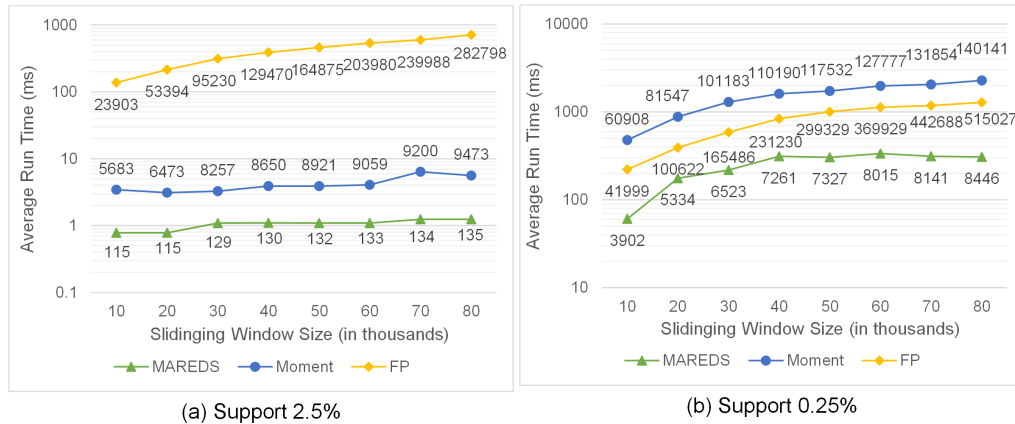 1000
100
10
1
0.1
Average Run Time (ms)
23903 53394 95230 129470 164875 203980 239988 282798
5683 6473 8257 8650 8921 9059 9200 9473
115 115 129 130 132 133 134 135
10 20 30 40 50 60 70 80
Slidinging Window Size (in thousands)
MAREDS Moment FP
(a) Support 2.5%
10000
1000
100
10
Average Run Time (ms)
60908 81547 101183 110190 117532 127777 131854 140141
41999 100622 165486 231230 299329 369929 442688 515027
3902 5334 6523 7261 7327 8015 8141 8446
10 20 30 40 50 60 70 80
Slidinging Window Size (in thousands)
MAREDS Moment FP
(b) Support 0.25%